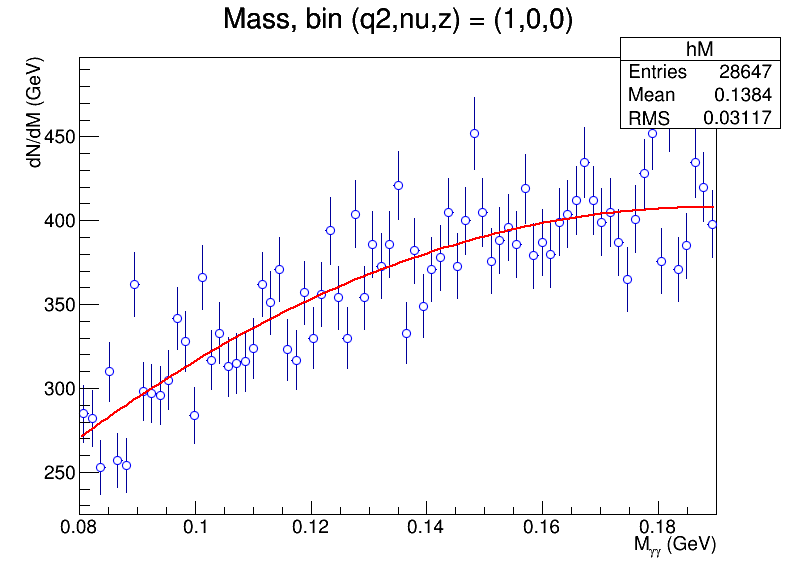 Mass, bin (q2,nu,z) = (1,0,0)
hM
Entries 28647
Mean 0.1384
RMS 0.03117
dN/dM (GeV)
450
400
350
300
250
0.08 0.1 0.12 0.14 0.16 0.18
Mγγ (GeV)